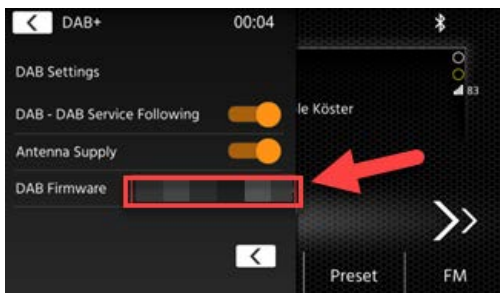 DAB+
00:04
DAB Settings
83
DAB - DAB Service Following
le Köster
Antenna Supply
DAB Firmware
Preset
FM